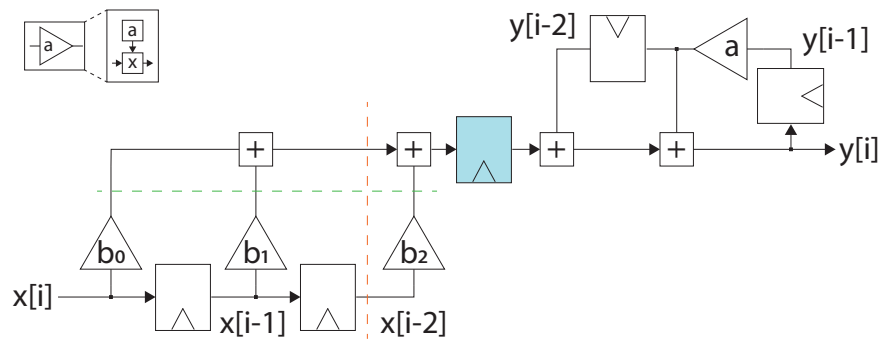 a
a
x
y[i-2]
a
y[i-1]
+
+
+
+
y[i]
b0
b1
b2
x[i]
x[i-1]
x[i-2]